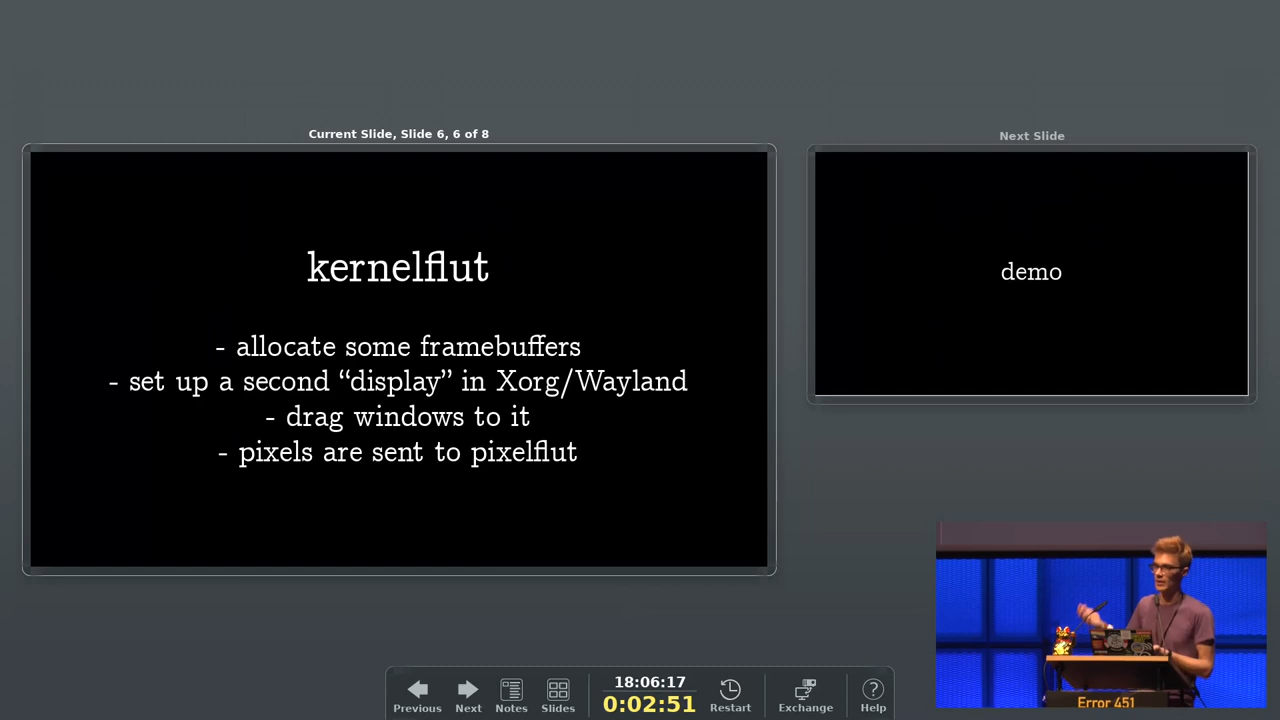 Current Slide, Slide 6, 6 of 8
kernelflut
- allocate some framebuffers
- set up a second “display” in Xorg/Wayland
- drag windows to it
- pixels are sent to pixelflut
Next Slide
demo
Previous
Next
Notes
Slides
18:06:17
0:02:51
Restart
Exchange
Help
Error 451